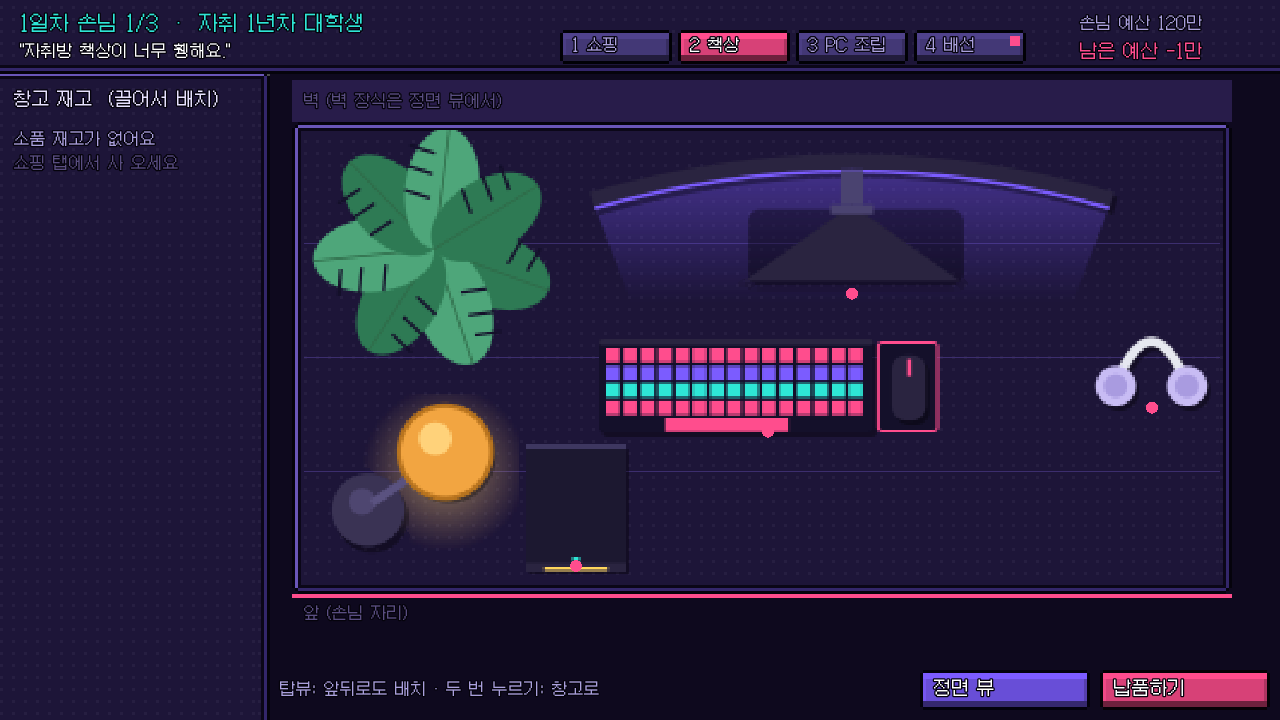 1일차 손님 1/3 · 자취 1년차 대학생
"자취방 책상이 너무 휑해요."
1 쇼핑
2 책상
3 PC 조립
4 배선
손님 예산 120만
남은 예산 -1만
창고 재고 (끌어서 배치)
소품 재고가 없어요
쇼핑 탭에서 사 오세요
벽 (벽 장식은 정면 뷰에서)
앞 (손님 자리)
탑뷰: 앞뒤로도 배치 · 두 번 누르기: 창고로
정면 뷰
납품하기